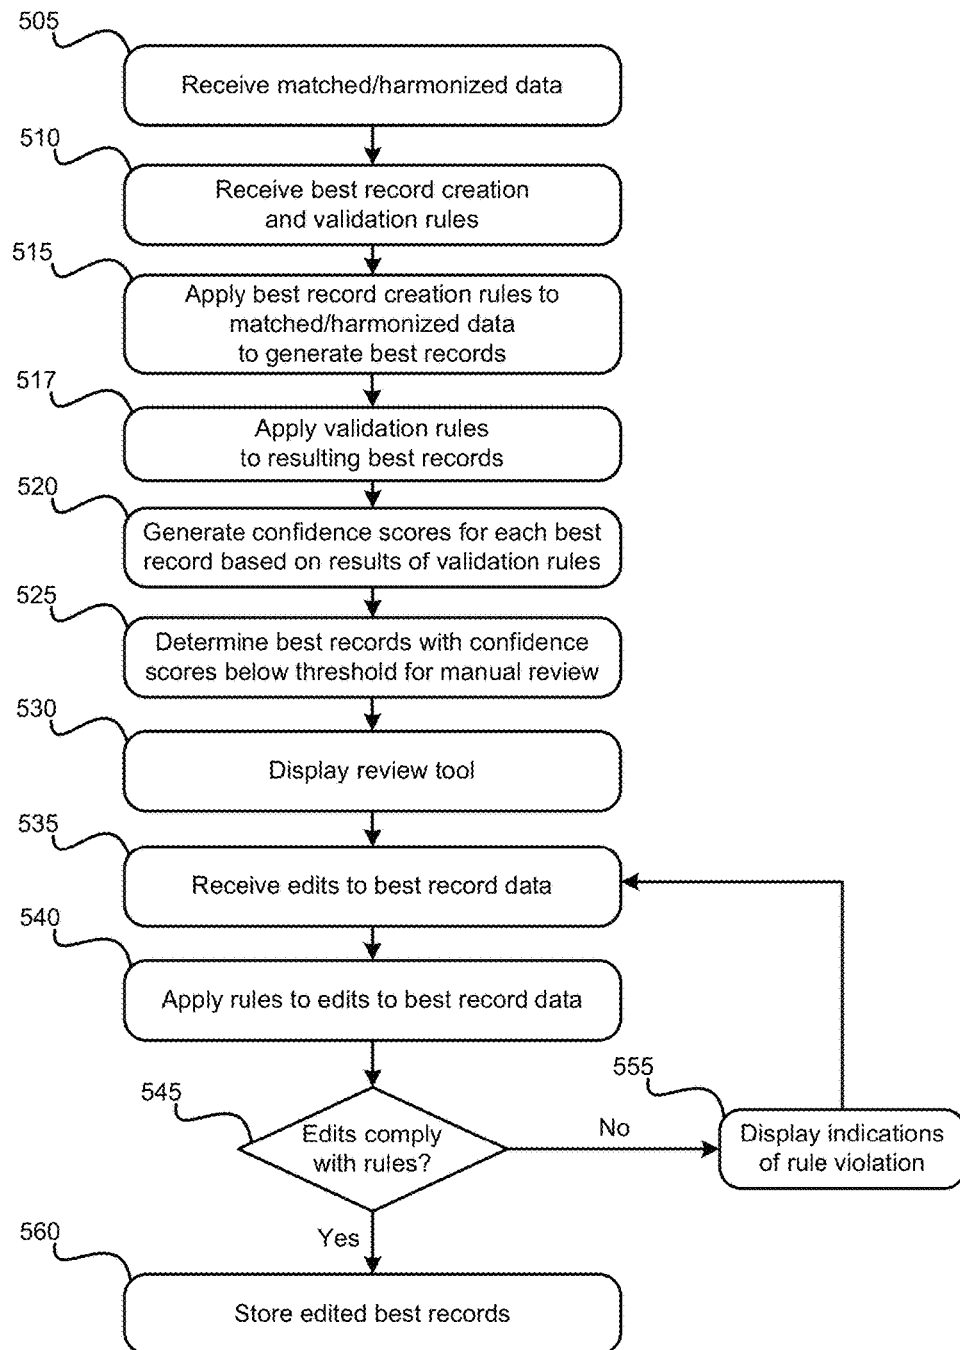 505
Receive matched/harmonized data
510
Receive best record creation
and validation rules
515
Apply best record creation rules to
matched/harmonized data
to generate best records
517
Apply validation rules
to resulting best records
520
Generate confidence scores for each best
record based on results of validation rules
525
Determine best records with confidence
scores below threshold for manual review
530
Display review tool
535
Receive edits to best record data
540
Apply rules to edits to best record data
545
Edits comply
with rules?
No
555
Display indications
of rule violation
Yes
560
Store edited best records